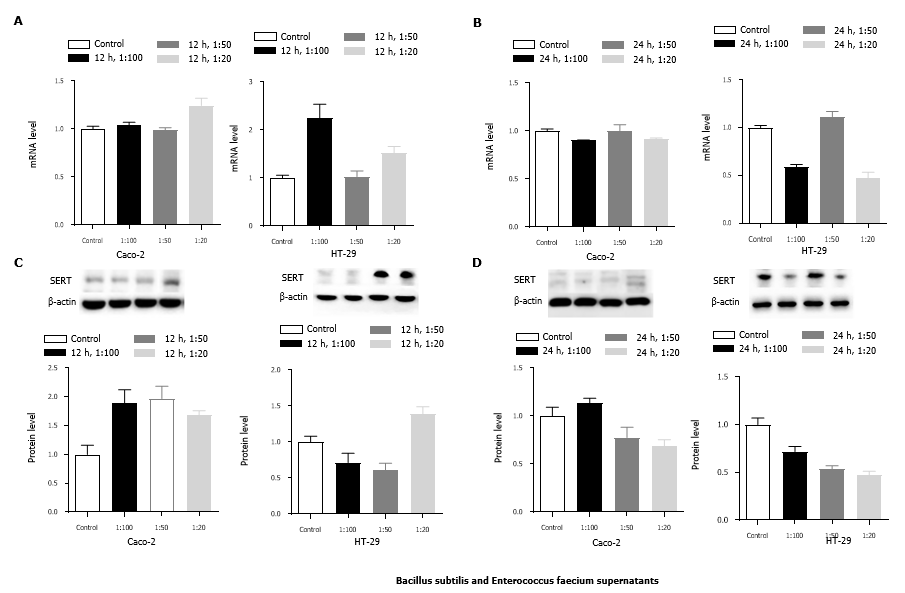 A
B
Control
12 h, 1:50
12 h, 1:100
12 h, 1:20
Control
12 h, 1:50
12 h, 1:100
12 h, 1:20
Control
24 h, 1:50
24 h, 1:100
24 h, 1:20
Control
24 h, 1:50
24 h, 1:100
24 h, 1:20
mRNA level
1.5
1.0
0.5
0.0
Control 1:100 1:50 1:20
Caco-2
mRNA level
3
2
1
0
Control 1:100 1:50 1:20
HT-29
mRNA level
1.5
1.0
0.5
0.0
Control 1:100 1:50 1:20
Caco-2
mRNA level
1.5
1.0
0.5
0.0
Control 1:100 1:50 1:20
HT-29
C
D
SERT
β-actin
SERT
β-actin
SERT
β-actin
SERT
β-actin
Control
12 h, 1:50
12 h, 1:100
12 h, 1:20
Control
12 h, 1:50
12 h, 1:100
12 h, 1:20
Control
24 h, 1:50
24 h, 1:100
24 h, 1:20
Control
24 h, 1:50
24 h, 1:100
24 h, 1:20
Protein level
2.5
2.0
1.5
1.0
0.5
0.0
Control 1:100 1:50 1:20
Caco-2
Protein level
2.0
1.5
1.0
0.5
0.0
Control 1:100 1:50 1:20
HT-29
Protein level
1.5
1.0
0.5
0.0
Control 1:100 1:50 1:20
Caco-2
Protein level
1.5
1.0
0.5
0.0
Control 1:100 1:50 1:20
HT-29
Bacillus subtilis and Enterococcus faecium supernatants